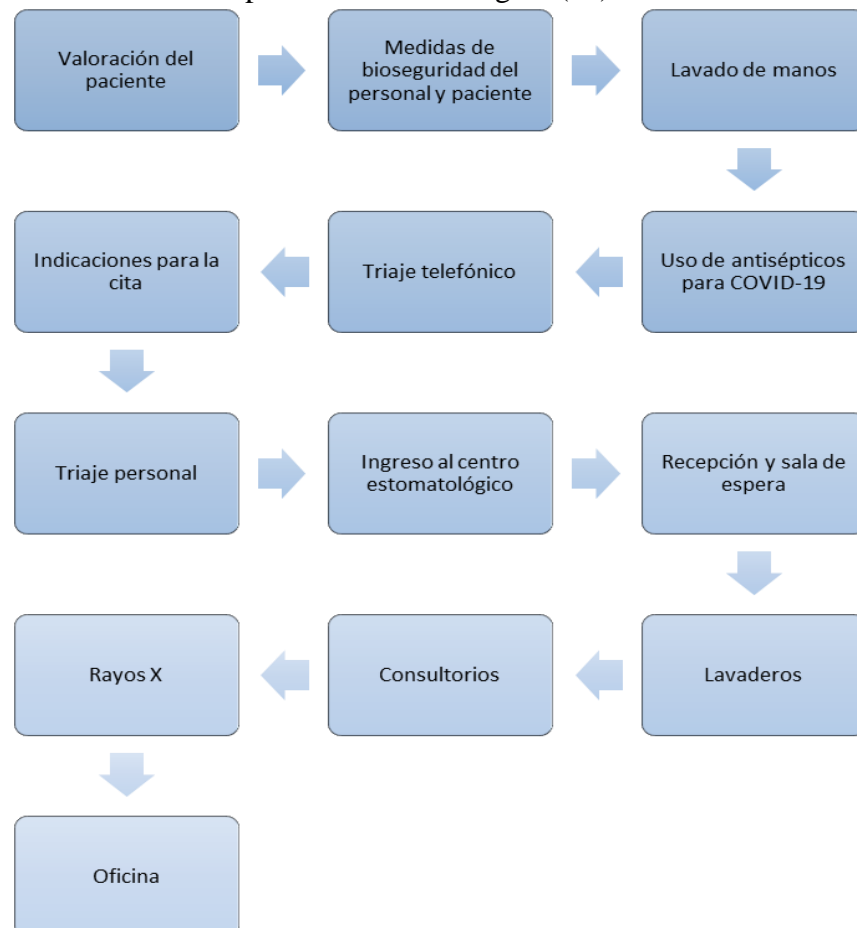 Valoración del
paciente
Medidas de
bioseguridad del
personal y paciente
Lavado de manos
Uso de antisépticos
para COVID-19
Triaje telefónico
Indicaciones para la
cita
Triaje personal
Ingreso al centro
estomatológico
Recepción y sala de
espera
Lavaderos
Consultorios
Rayos X
Oficina